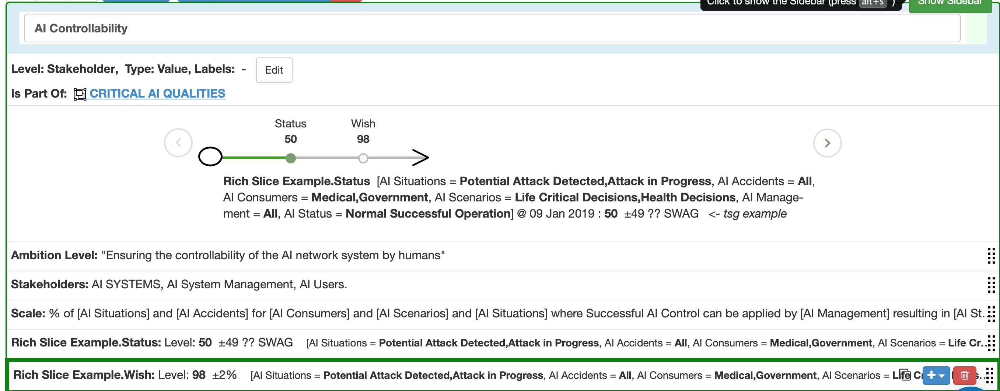 Click to show the Sidebar (press alt+s )
Show Sidebar
AI Controllability
Level: Stakeholder, Type: Value, Labels: - Edit
Is Part Of: CRITICAL AI QUALITIES
Status Wish
50 98
Rich Slice Example.Status [AI Situations = Potential Attack Detected,Attack in Progress, AI Accidents = All,
AI Consumers = Medical,Government, AI Scenarios = Life Critical Decisions,Health Decisions, AI Manage-
ment = All, AI Status = Normal Successful Operation] @ 09 Jan 2019 : 50 ±49 ?? SWAG <- tsg example
Ambition Level: "Ensuring the controllability of the AI network system by humans"
Stakeholders: AI SYSTEMS, AI System Management, AI Users.
Scale: % of [AI Situations] and [AI Accidents] for [AI Consumers] and [AI Scenarios] and [AI Situations] where Successful AI Control can be applied by [AI Management] resulting in [AI St...
Rich Slice Example.Status: Level: 50 ±49 ?? SWAG [AI Situations = Potential Attack Detected,Attack in Progress, AI Accidents = All, AI Consumers = Medical,Government, AI Scenarios = Life Cr...
Rich Slice Example.Wish: Level: 98 ±2% [AI Situations = Potential Attack Detected,Attack in Progress, AI Accidents = All, AI Consumers = Medical,Government, AI Scenarios = Life